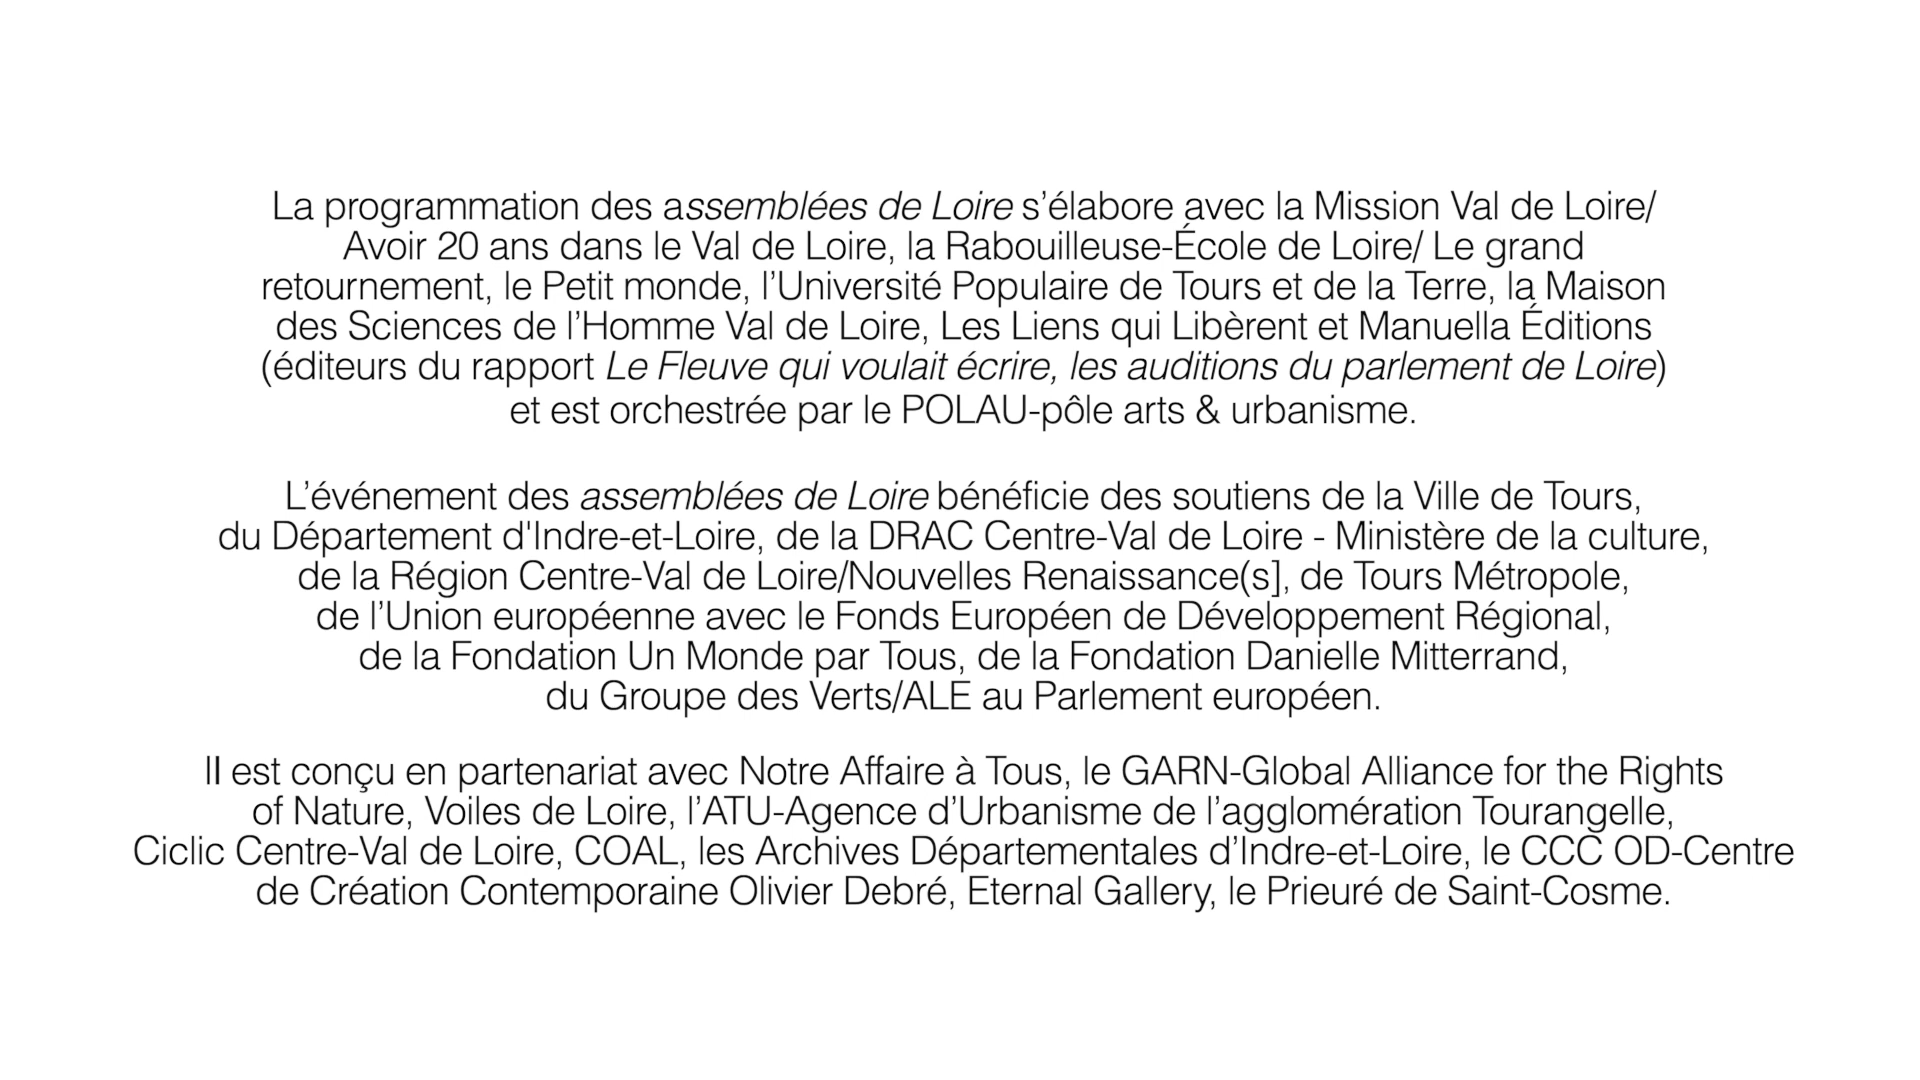 La programmation des assemblées de Loire s’élabore avec la Mission Val de Loire/
Avoir 20 ans dans le Val de Loire, la Rabouilleuse-École de Loire/ Le grand
retournement, le Petit monde, l’Université Populaire de Tours et de la Terre, la Maison
des Sciences de l’Homme Val de Loire, Les Liens qui Libèrent et Manuella Éditions
(éditeurs du rapport Le Fleuve qui voulait écrire, les auditions du parlement de Loire)
et est orchestrée par le POLAU-pôle arts & urbanisme.
L’événement des assemblées de Loire bénéficie des soutiens de la Ville de Tours,
du Département d'Indre-et-Loire, de la DRAC Centre-Val de Loire - Ministère de la culture,
de la Région Centre-Val de Loire/Nouvelles Renaissance(s], de Tours Métropole,
de l’Union européenne avec le Fonds Européen de Développement Régional,
de la Fondation Un Monde par Tous, de la Fondation Danielle Mitterrand,
du Groupe des Verts/ALE au Parlement européen.
Il est conçu en partenariat avec Notre Affaire à Tous, le GARN-Global Alliance for the Rights
of Nature, Voiles de Loire, l’ATU-Agence d’Urbanisme de l’agglomération Tourangelle,
Ciclic Centre-Val de Loire, COAL, les Archives Départementales d’Indre-et-Loire, le CCC OD-Centre
de Création Contemporaine Olivier Debré, Eternal Gallery, le Prieuré de Saint-Cosme.